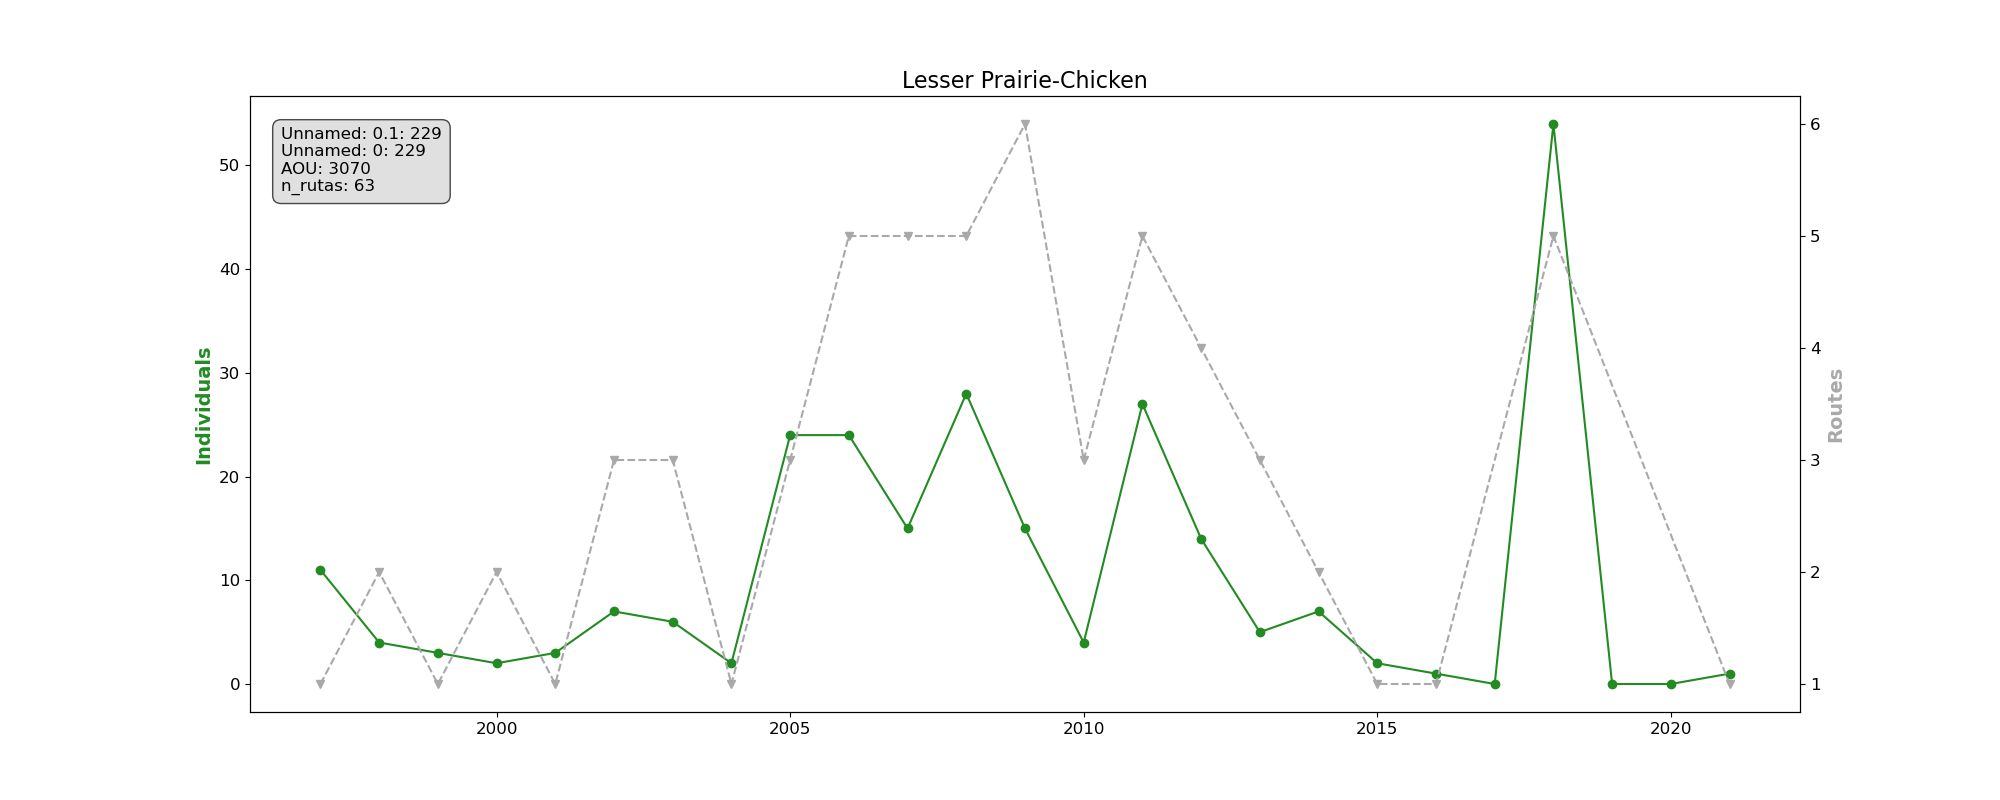 Lesser Prairie-Chicken
Unnamed: 0.1: 229
Unnamed: 0: 229
AOU: 3070
n_rutas: 63
Individuals
50
40
30
20
10
0
6
5
4
3
2
1
Routes
2000
2005
2010
2015
2020